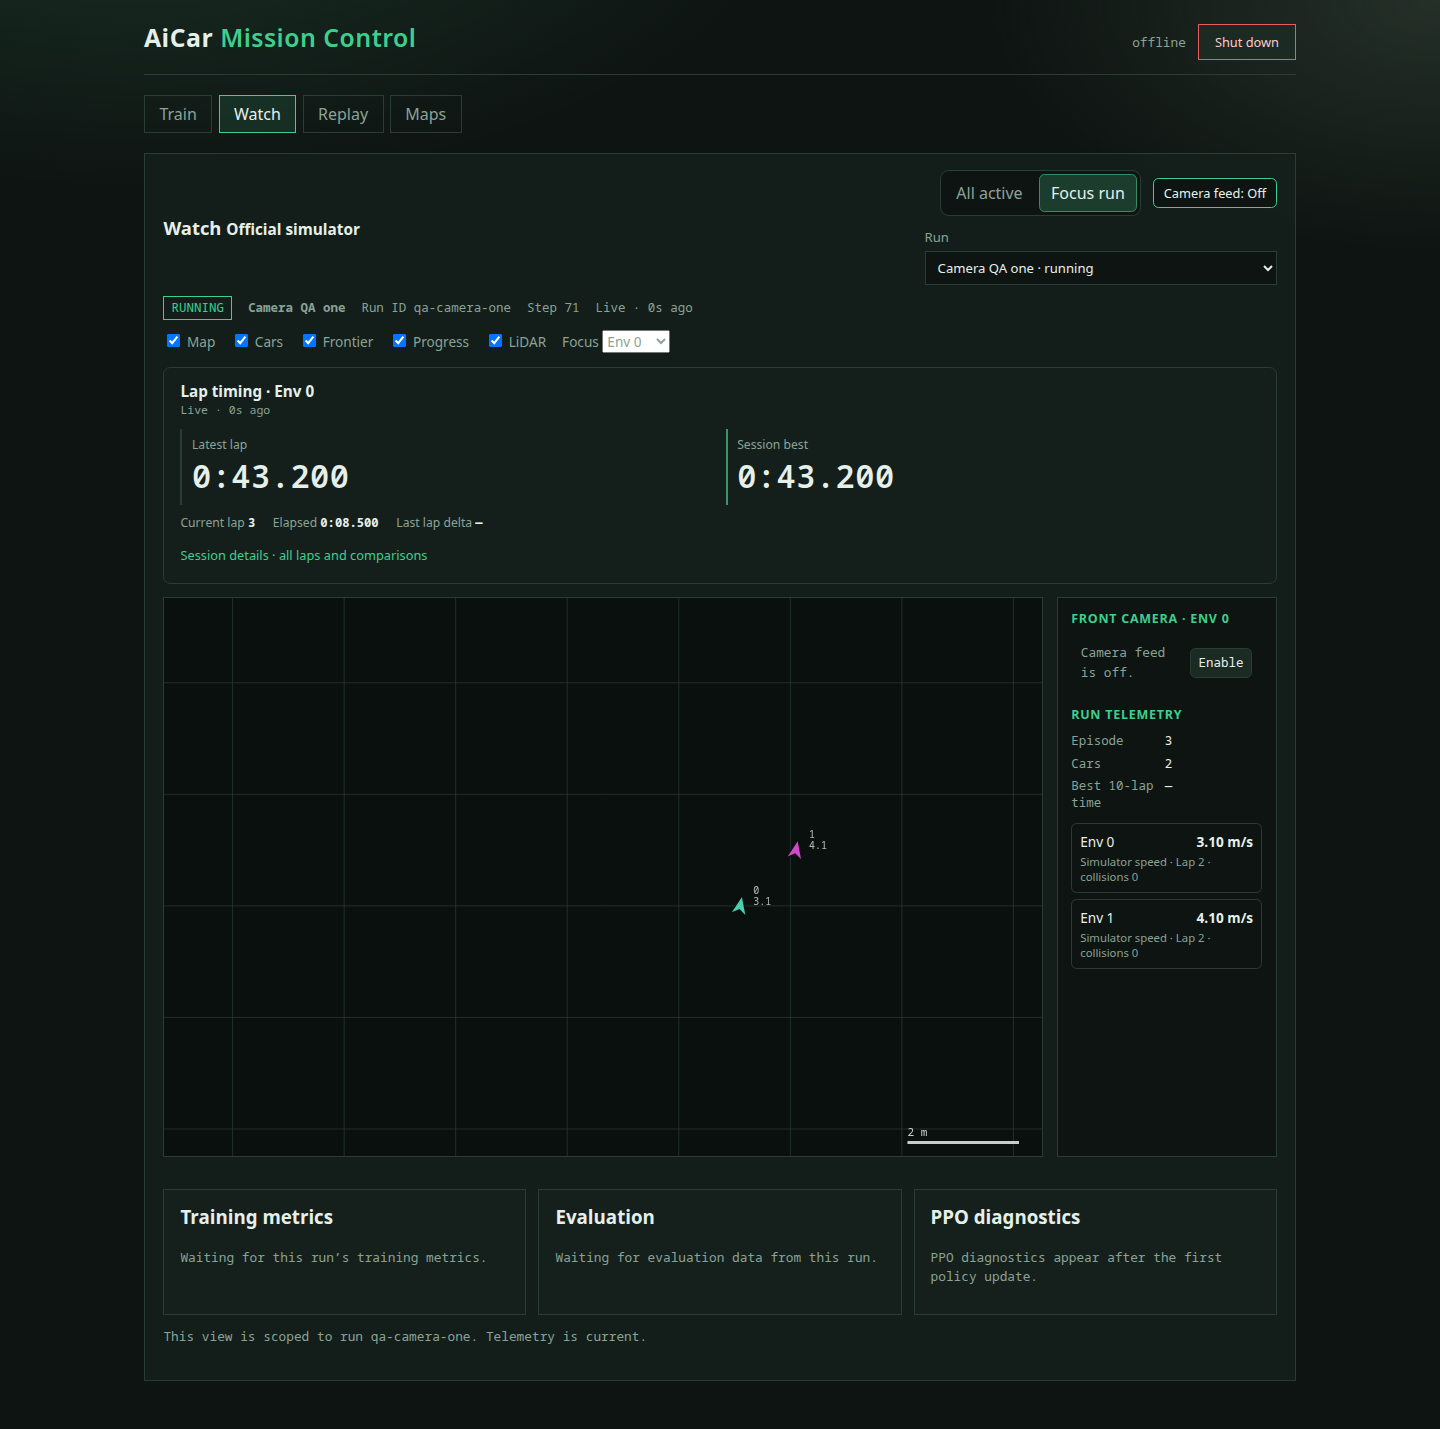 AiCar Mission Control
offline
Shut down
Train
Watch
Replay
Maps
All active
Focus run
Camera feed: Off
Watch Official simulator
Run
Camera QA one · running
RUNNING Camera QA one Run ID qa-camera-one Step 71 Live · 0s ago
Map Cars Frontier Progress LiDAR Focus Env 0
Lap timing · Env 0
Live · 0s ago
Latest lap
0:43.200
Session best
0:43.200
Current lap 3 Elapsed 0:08.500 Last lap delta —
Session details · all laps and comparisons
1
4.1
0
3.1
2 m
FRONT CAMERA · ENV 0
Camera feed
is off.
Enable
RUN TELEMETRY
Episode 3
Cars 2
Best 10-lap —
time
Env 0 3.10 m/s
Simulator speed · Lap 2 ·
collisions 0
Env 1 4.10 m/s
Simulator speed · Lap 2 ·
collisions 0
Training metrics
Waiting for this run’s training metrics.
Evaluation
Waiting for evaluation data from this run.
PPO diagnostics
PPO diagnostics appear after the first
policy update.
This view is scoped to run qa-camera-one. Telemetry is current.